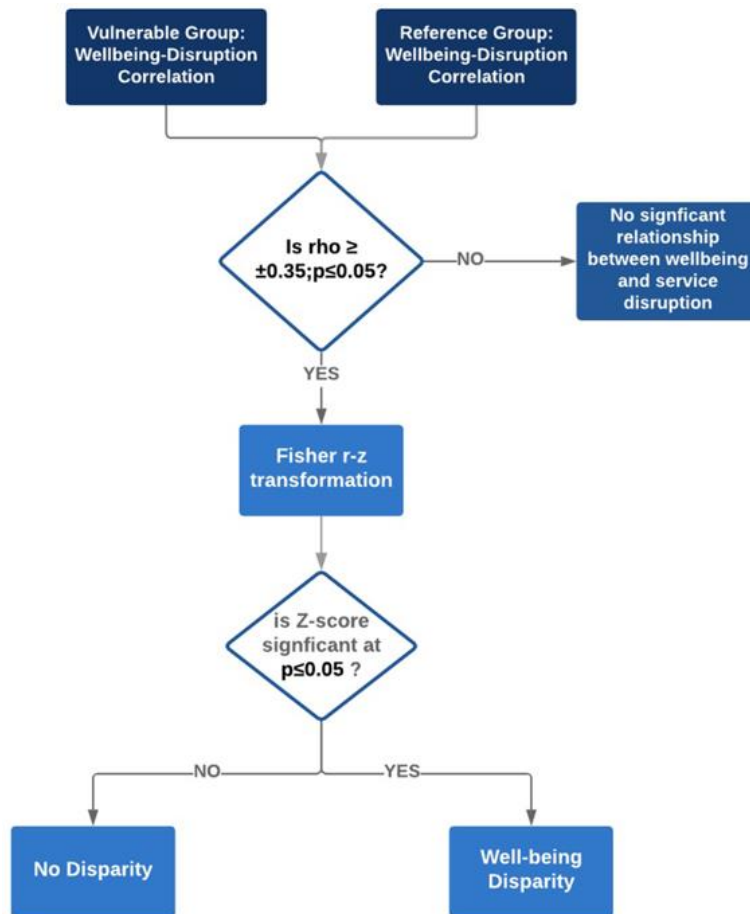 Vulnerable Group:
Wellbeing-Disruption
Correlation
Reference Group:
Wellbeing-Disruption
Correlation
Is rho ≥
±0.35;p≤0.05?
NO
No signficant
relationship
between wellbeing
and service
disruption
YES
Fisher r-z
transformation
is Z-score
signficant at
p≤0.05 ?
NO
YES
No Disparity
Well-being
Disparity